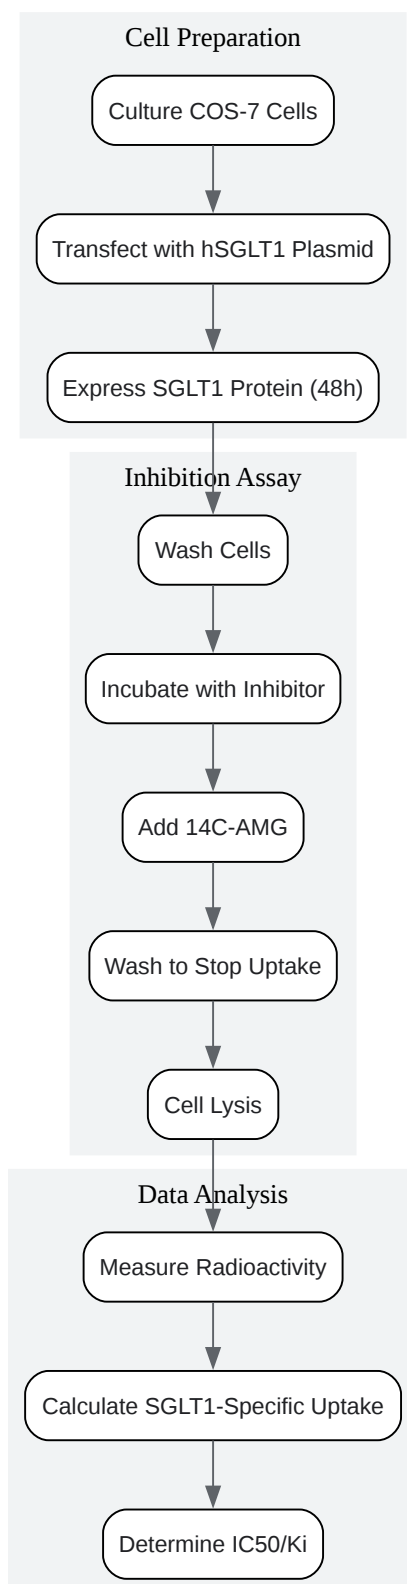 Cell Preparation
Culture COS-7 Cells
Transfect with hSGLT1 Plasmid
Express SGLT1 Protein (48h)
Inhibition Assay
Wash Cells
Incubate with Inhibitor
Add 14C-AMG
Wash to Stop Uptake
Cell Lysis
Data Analysis
Measure Radioactivity
Calculate SGLT1-Specific Uptake
Determine IC50/Ki